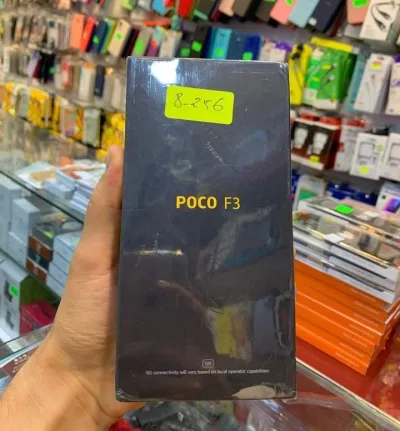 8-256
POCO F3
5G
5G connectivity will vary based on local operator capabilities